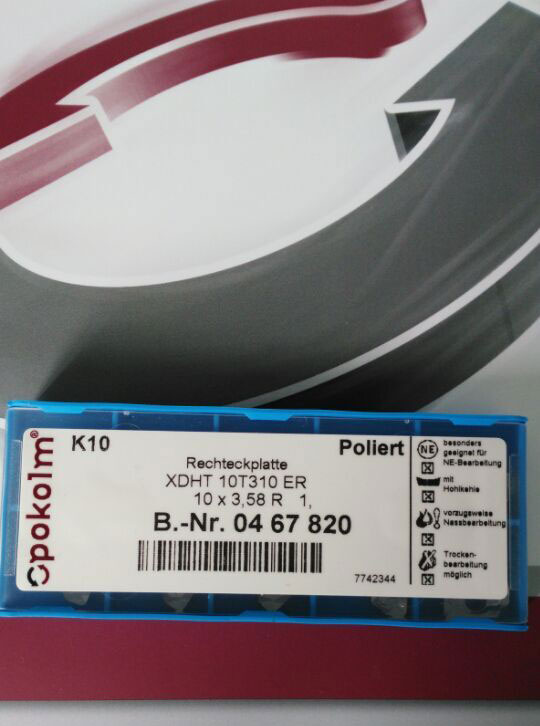 pokolm®
K10
Poliert
Rechteckplatte
XDHT 10T310 ER
10 x 3,58 R 1,
B.-Nr. 04 67 820
7742344
NE
besonders
geeignet für
NE-Bearbeitung
mit
Hohlkehle
vorzugsweise
Nassbearbeitung
Trocken-
bearbeitung
möglich